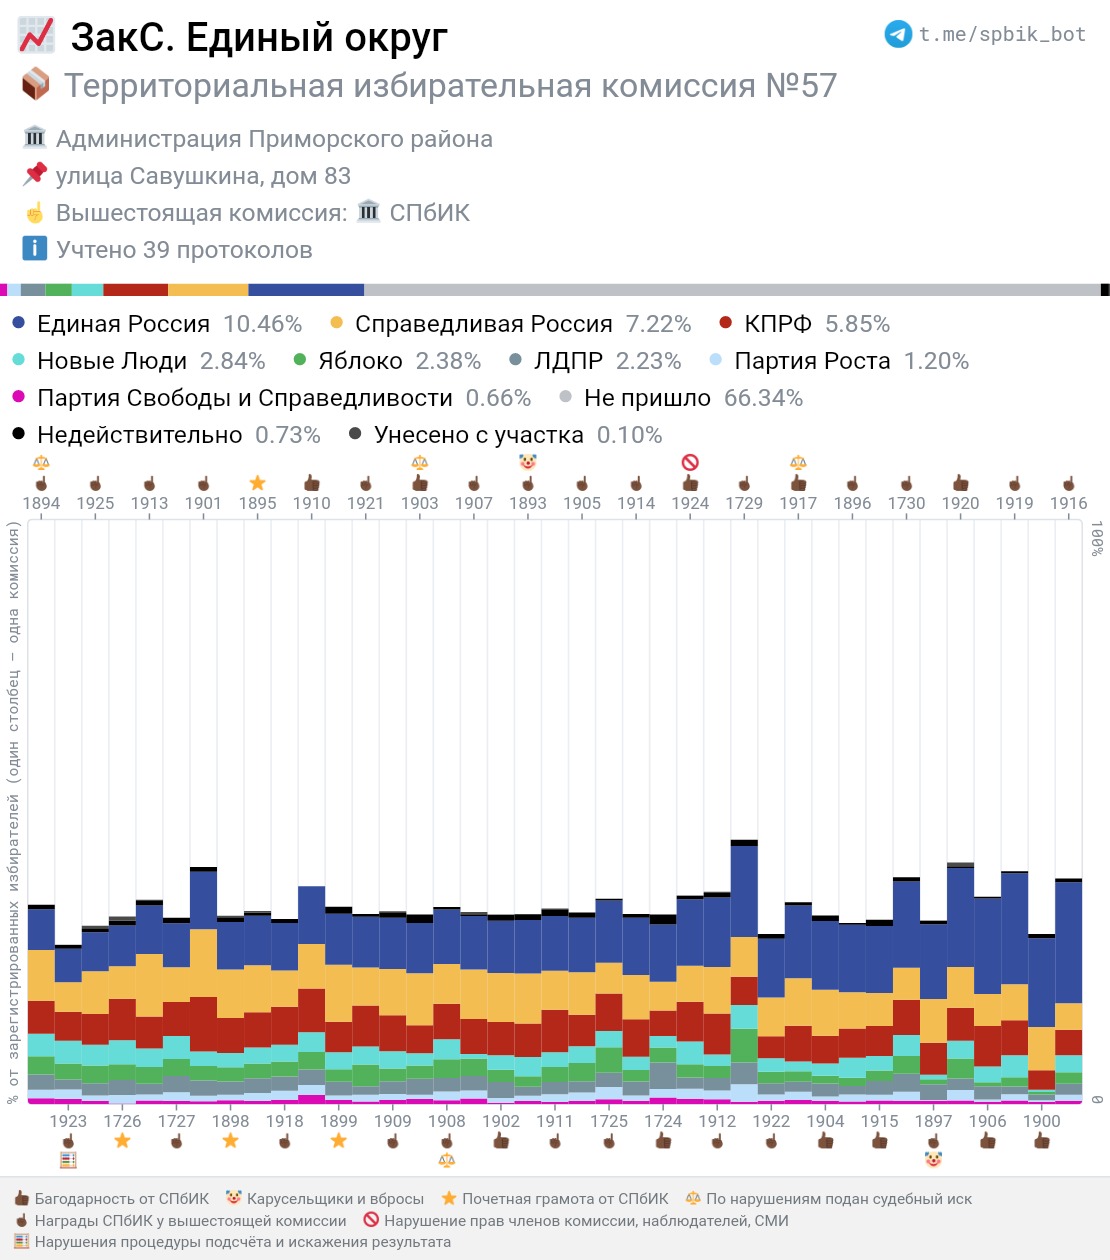 ЗакС. Единый округ
t.me/spbik_bot
Территориальная избирательная комиссия №57
Администрация Приморского района
улица Савушкина, дом 83
Вышестоящая комиссия: СПбИК
Учтено 39 протоколов
Единая Россия 10.46% Справедливая Россия 7.22% КПРФ 5.85%
Новые Люди 2.84% Яблоко 2.38% ЛДПР 2.23% Партия Роста 1.20%
Партия Свободы и Справедливости 0.66% Не пришло 66.34%
Недействительно 0.73% Унесено с участка 0.10%
1894 1925 1913 1901 1895 1910 1921 1903 1907 1893 1905 1914 1924 1729 1917 1896 1730 1920 1919 1916
% от зарегистрированных избирателей (один столбец – одна комиссия)
100%
0
1923 1726 1727 1898 1918 1899 1909 1908 1902 1911 1725 1724 1912 1922 1904 1915 1897 1906 1900
Багодарность от СПбИК Карусельщики и вбросы Почетная грамота от СПбИК По нарушениям подан судебный иск
Награды СПбИК у вышестоящей комиссии Нарушение прав членов комиссии, наблюдателей, СМИ
Нарушения процедуры подсчёта и искажения результата